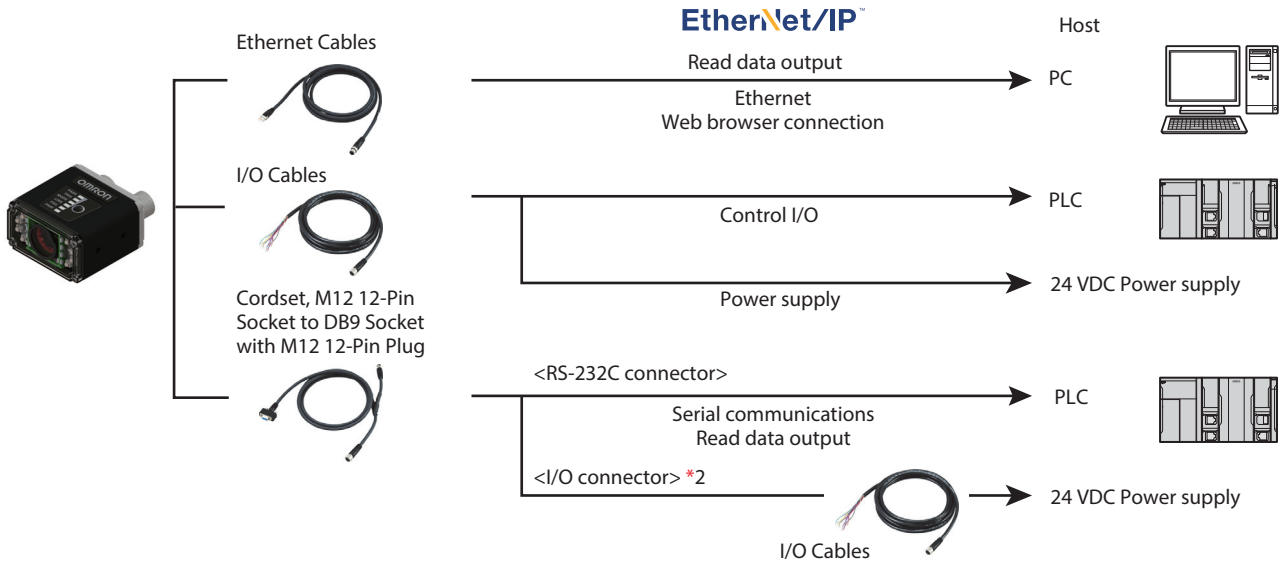 EtherNet/IP™
Host
Ethernet Cables
Read data output
PC
Ethernet
Web browser connection
OMRON
I/O Cables
PLC
Control I/O
24 VDC Power supply
Power supply
Cordset, M12 12-Pin
Socket to DB9 Socket
with M12 12-Pin Plug
<RS-232C connector>
PLC
Serial communications
Read data output
<I/O connector> *2
24 VDC Power supply
I/O Cables